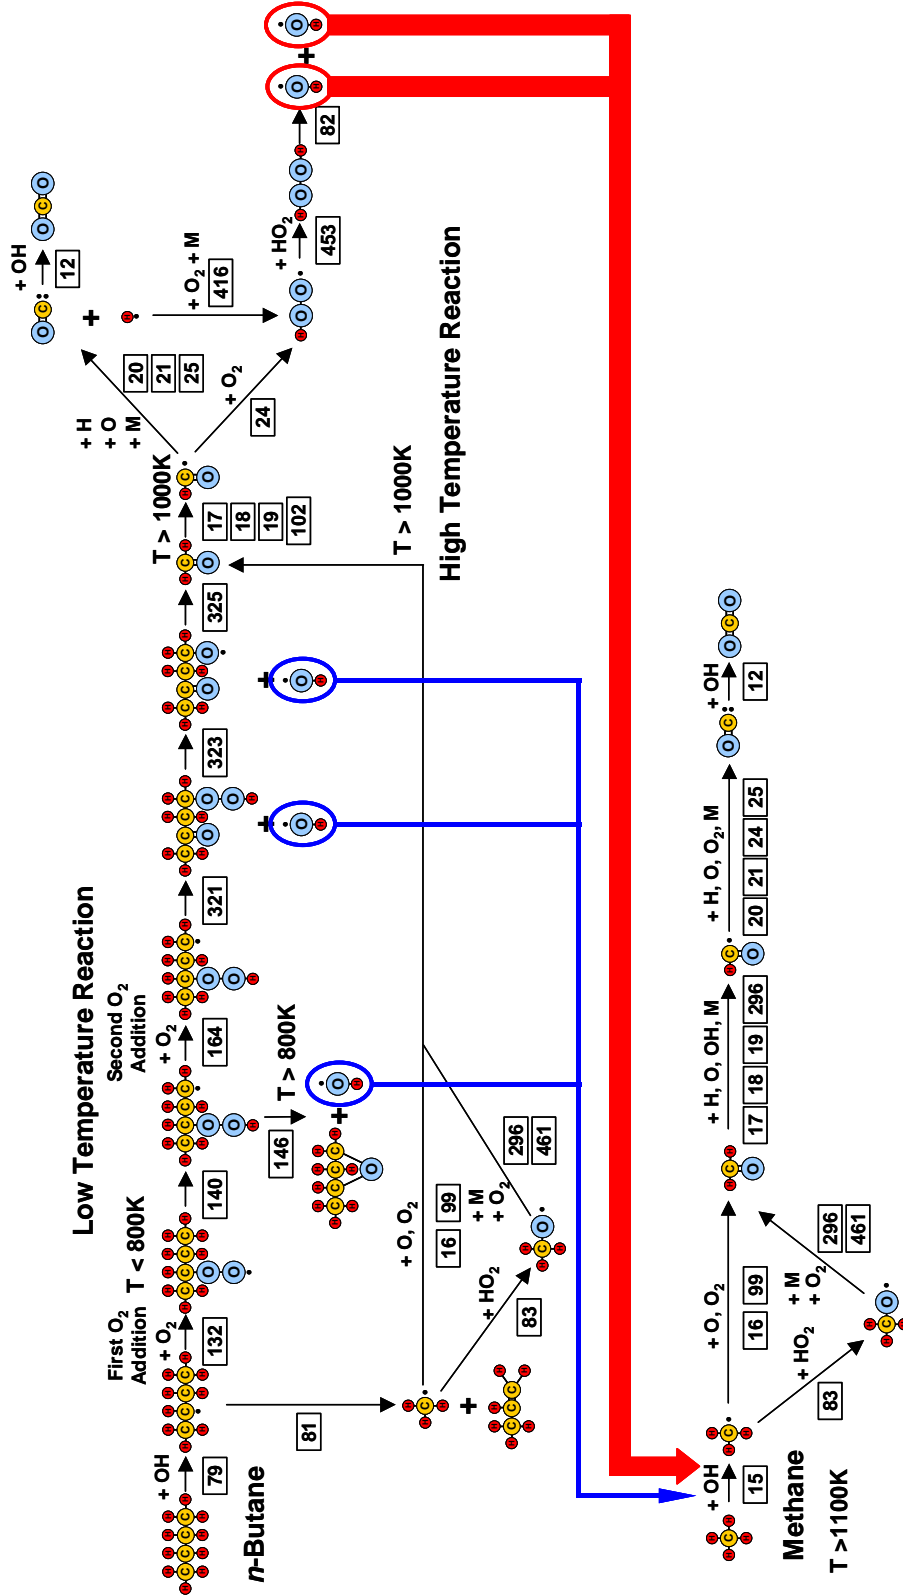 Low Temperature Reaction
First O2
Addition
T < 800K
Second O2
Addition
T > 1000K
+ OH
79
+ O2
132
140
+ O2
164
321
323
325
17
18
19
102
+ H
+ O
+ M
20
21
25
+ O2
24
+ OH
12
+ O2 + M
416
+ HO2
453
82
n-Butane
81
146
T > 800K
+ O, O2
16
99
+ HO2
83
+ M
+ O2
296
461
T > 1000K
High Temperature Reaction
Methane
T >1100K
+ OH
15
+ O, O2
16
99
+ HO2
83
+ M
+ O2
296
461
+ H, O, OH, M
17
18
19
296
+ H, O, O2, M
20
21
24
25
+ OH
12